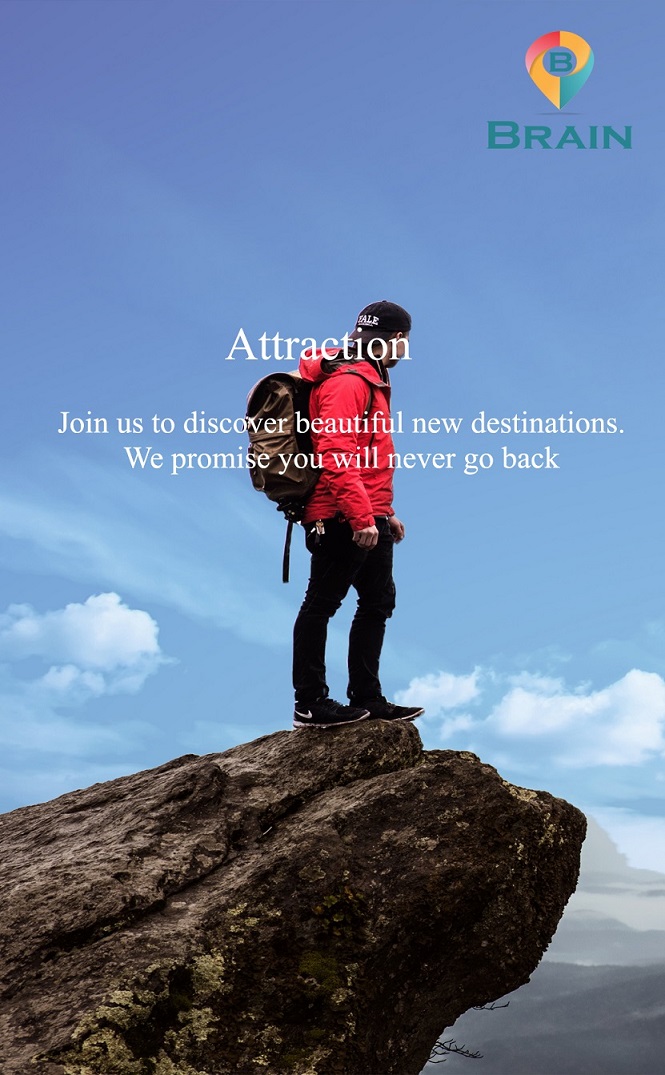 B
BRAIN
YALE
Attraction
Join us to discover beautiful new destinations.
We promise you will never go back